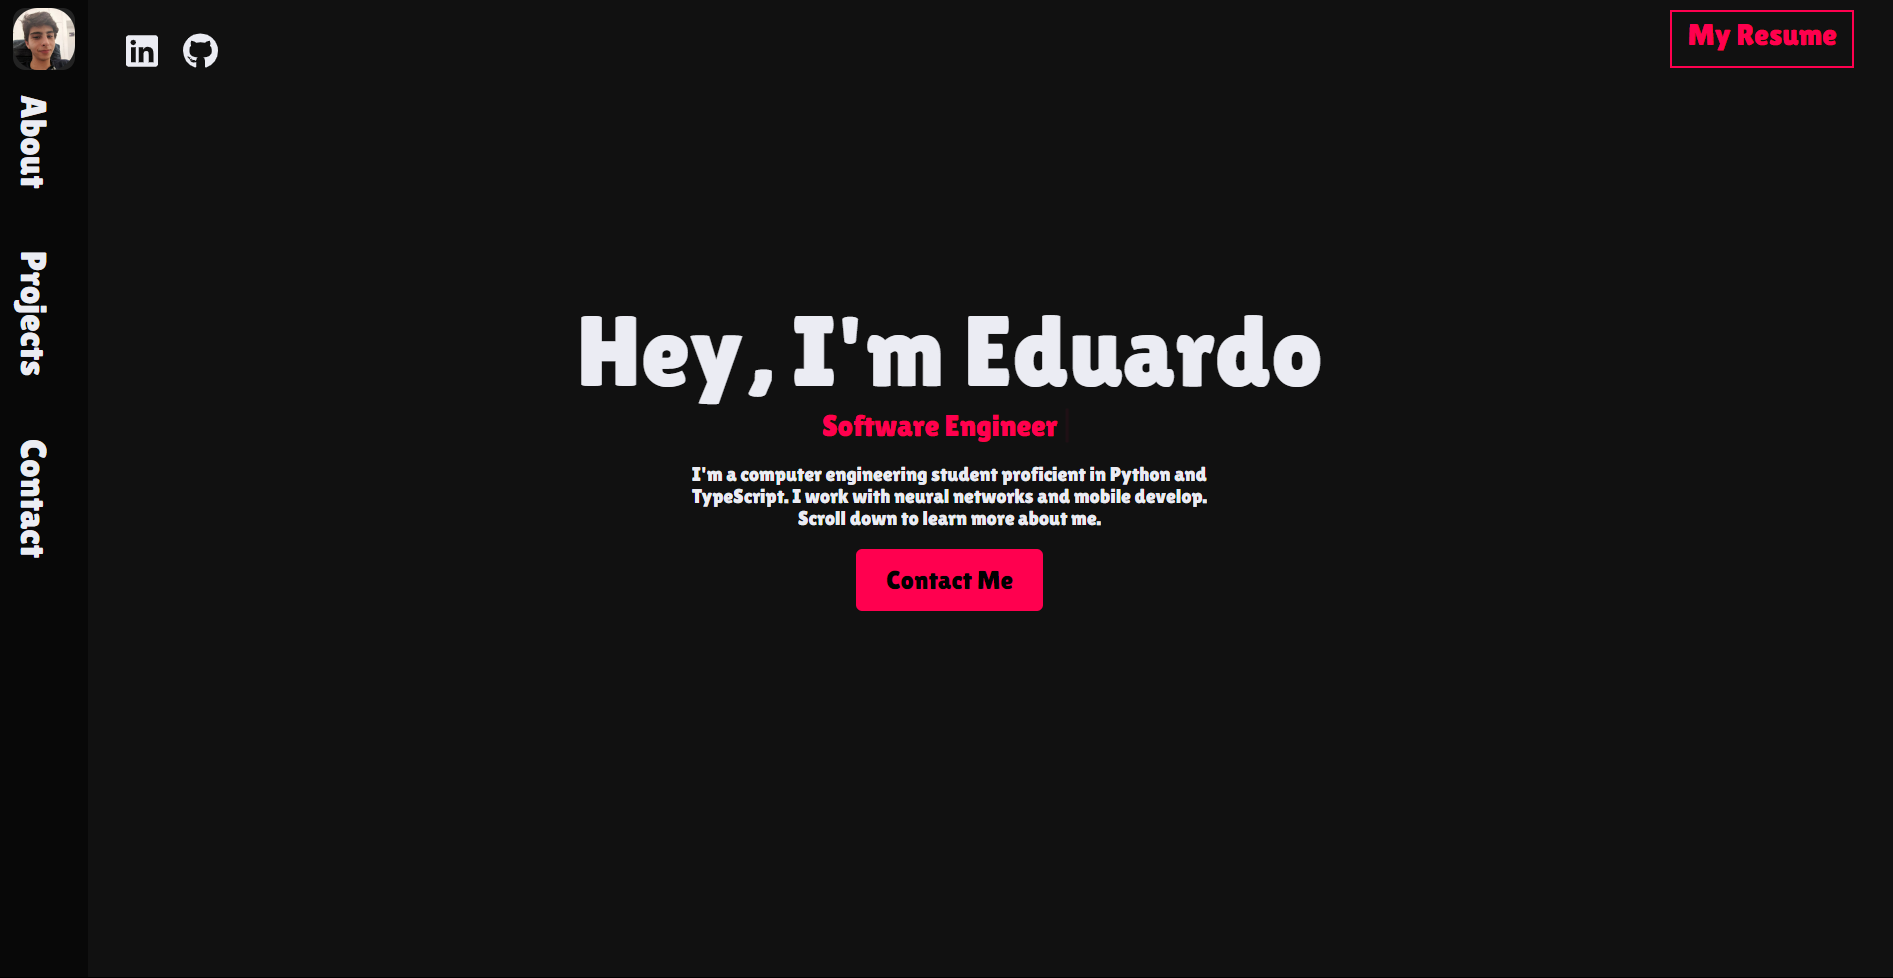 My Resume
About
Projects
Contact
Hey, I'm Eduardo
Software Engineer
I'm a computer engineering student proficient in Python and
TypeScript. I work with neural networks and mobile develop.
Scroll down to learn more about me.
Contact Me